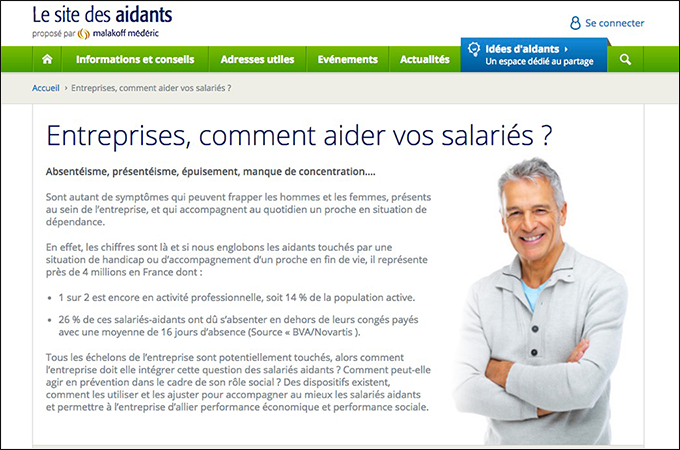 Le site des aidants
proposé par malakoff médéric
Se connecter
Informations et conseils
Adresses utiles
Evénements
Actualités
Idées d'aidants ›
Un espace dédié au partage
Accueil › Entreprises, comment aider vos salariés ?
Entreprises, comment aider vos salariés ?
Absentéisme, présentéisme, épuisement, manque de concentration....
Sont autant de symptômes qui peuvent frapper les hommes et les femmes, présents
au sein de l'entreprise, et qui accompagnent au quotidien un proche en situation de
dépendance.
En effet, les chiffres sont là et si nous englobons les aidants touchés par une
situation de handicap ou d'accompagnement d'un proche en fin de vie, il représente
près de 4 millions en France dont :
• 1 sur 2 est encore en activité professionnelle, soit 14 % de la population active.
• 26 % de ces salariés-aidants ont dû s'absenter en dehors de leurs congés payés
avec une moyenne de 16 jours d'absence (Source « BVA/Novartis ).
Tous les échelons de l'entreprise sont potentiellement touchés, alors comment
l'entreprise doit elle intégrer cette question des salariés aidants ? Comment peut-elle
agir en prévention dans le cadre de son rôle social ? Des dispositifs existent,
comment les utiliser et les ajuster pour accompagner au mieux les salariés aidants
et permettre à l'entreprise d'allier performance économique et performance sociale.